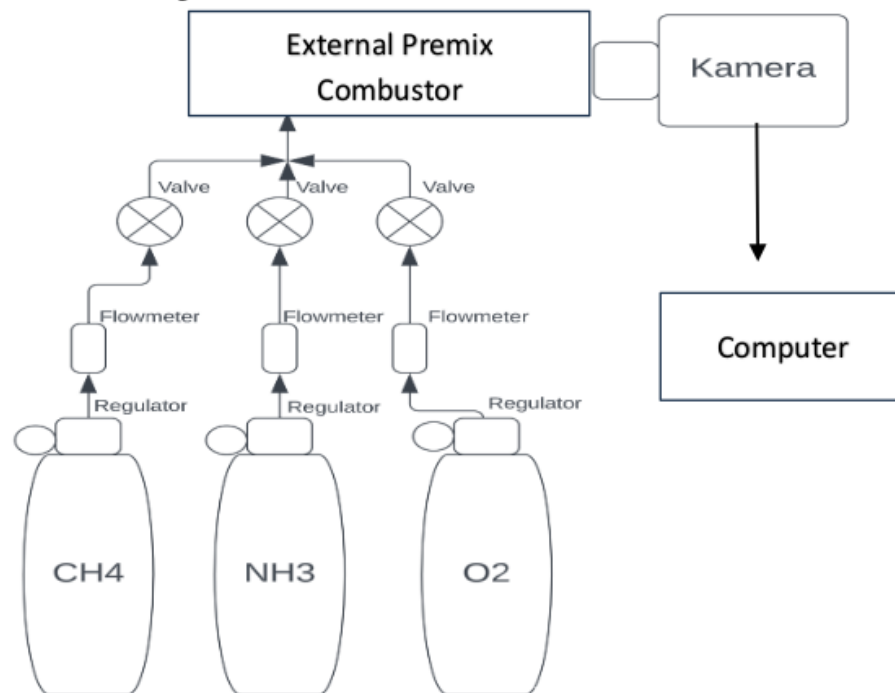 External Premix
Combustor
Kamera
Valve
Valve
Valve
Flowmeter
Flowmeter
Flowmeter
Computer
Regulator
Regulator
Regulator
CH4
NH3
O2